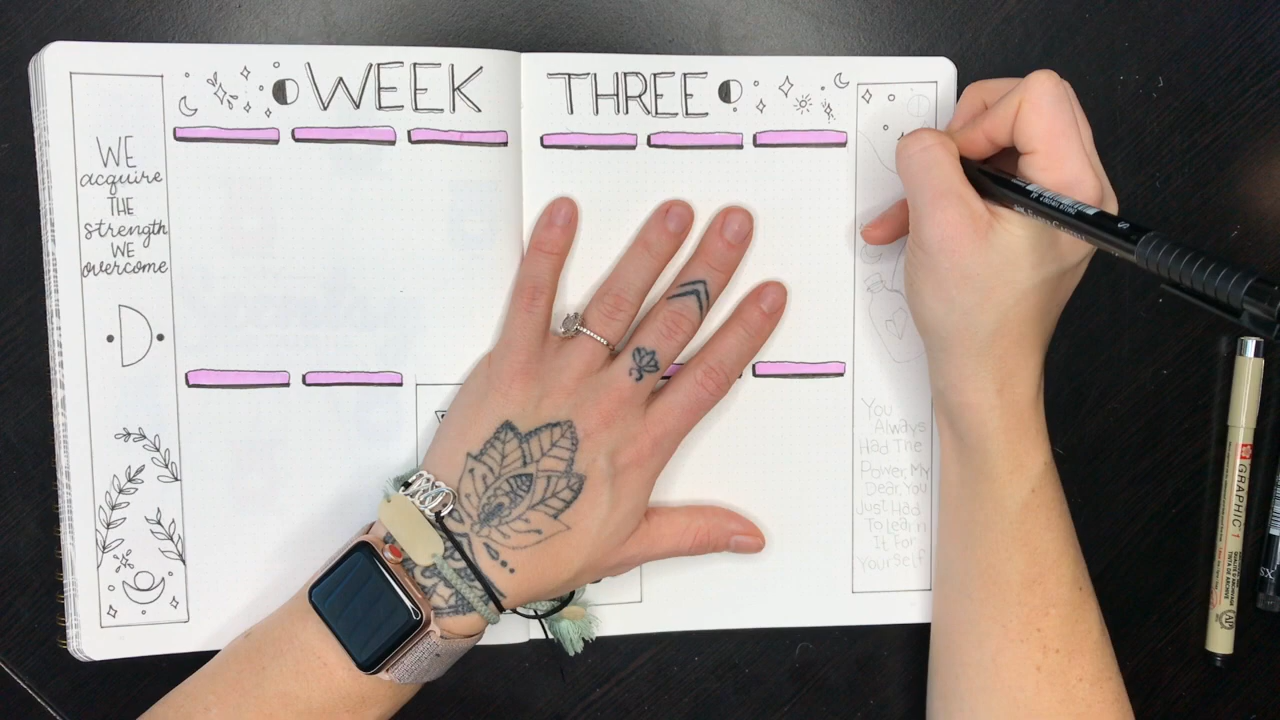 WEEK THREE
WE
acquire
THE
strength
WE
overcome
You
Always
Had The
Power, My
Dear, You
Just Had
To learn
It For
Yourself
GRAPHIC 1
S
XS